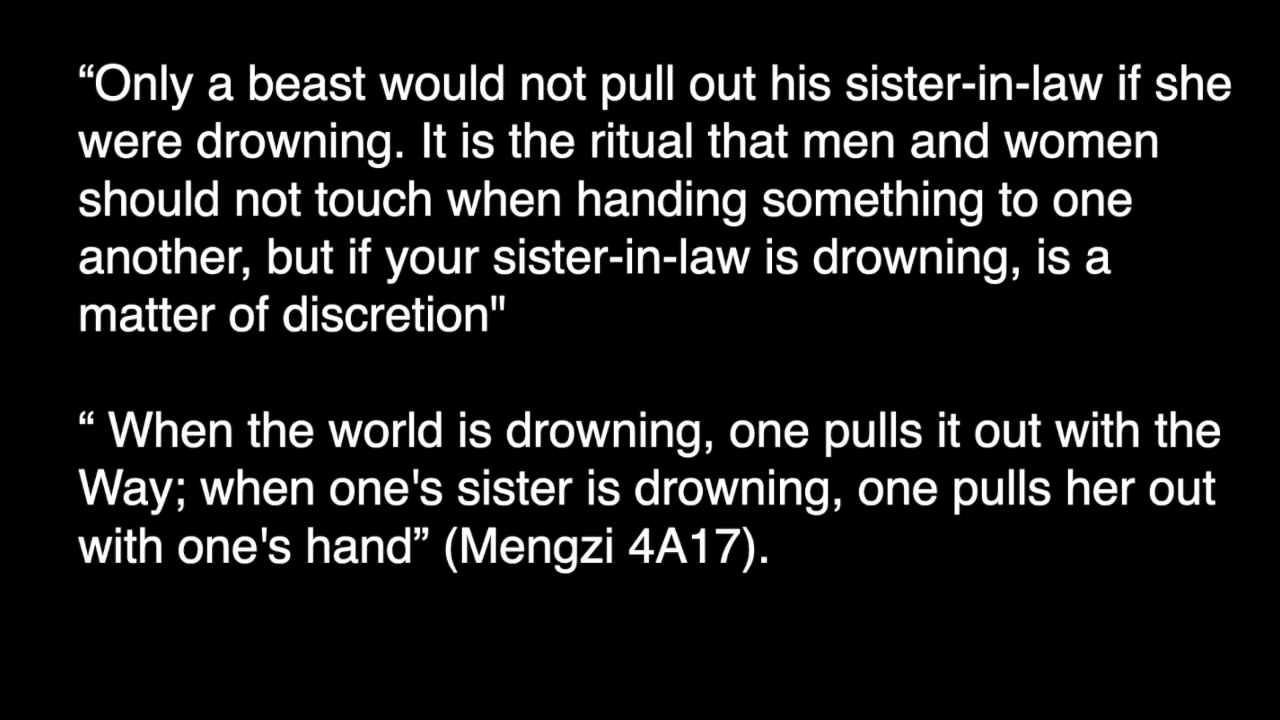 “Only a beast would not pull out his sister-in-law if she
were drowning. It is the ritual that men and women
should not touch when handing something to one
another, but if your sister-in-law is drowning, is a
matter of discretion"
“ When the world is drowning, one pulls it out with the
Way; when one's sister is drowning, one pulls her out
with one's hand” (Mengzi 4A17).